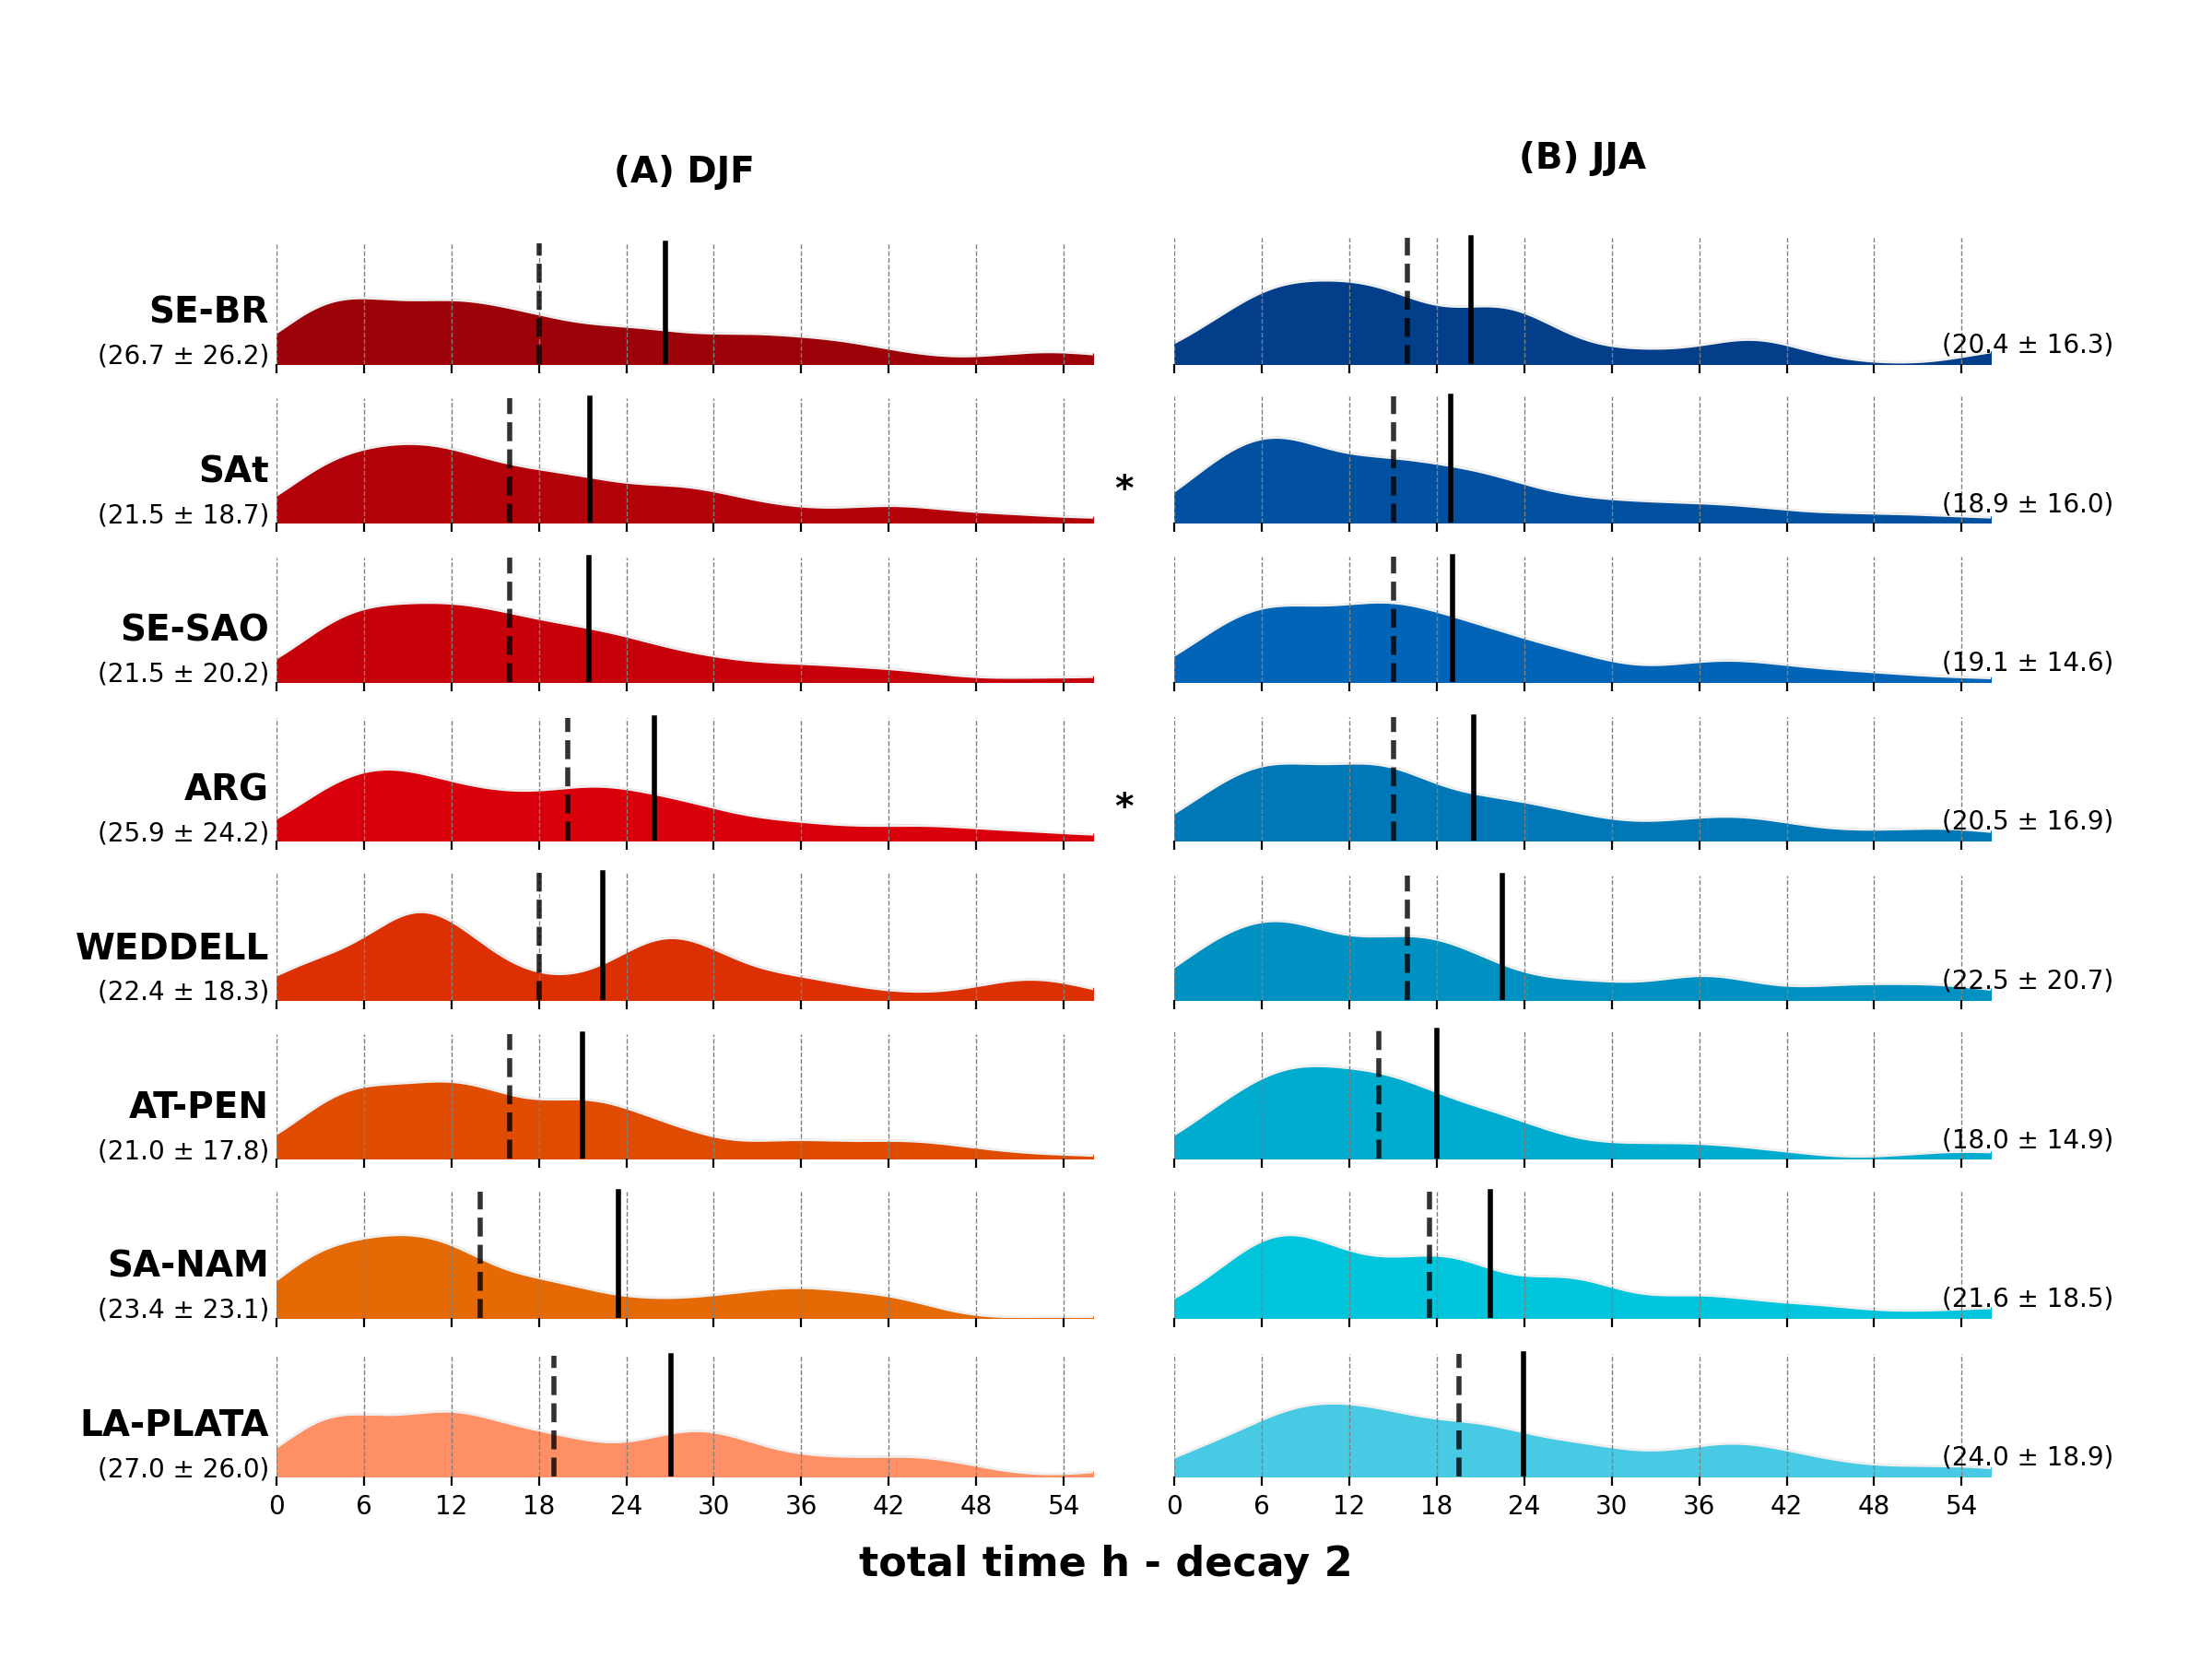 (A) DJF
(B) JJA
SE-BR
(26.7 ± 26.2)
(20.4 ± 16.3)
SAt
(21.5 ± 18.7)
*
(18.9 ± 16.0)
SE-SAO
(21.5 ± 20.2)
(19.1 ± 14.6)
ARG
(25.9 ± 24.2)
*
(20.5 ± 16.9)
WEDDELL
(22.4 ± 18.3)
(22.5 ± 20.7)
AT-PEN
(21.0 ± 17.8)
(18.0 ± 14.9)
SA-NAM
(23.4 ± 23.1)
(21.6 ± 18.5)
LA-PLATA
(27.0 ± 26.0)
(24.0 ± 18.9)
0 6 12 18 24 30 36 42 48 54
0 6 12 18 24 30 36 42 48 54
total time h - decay 2